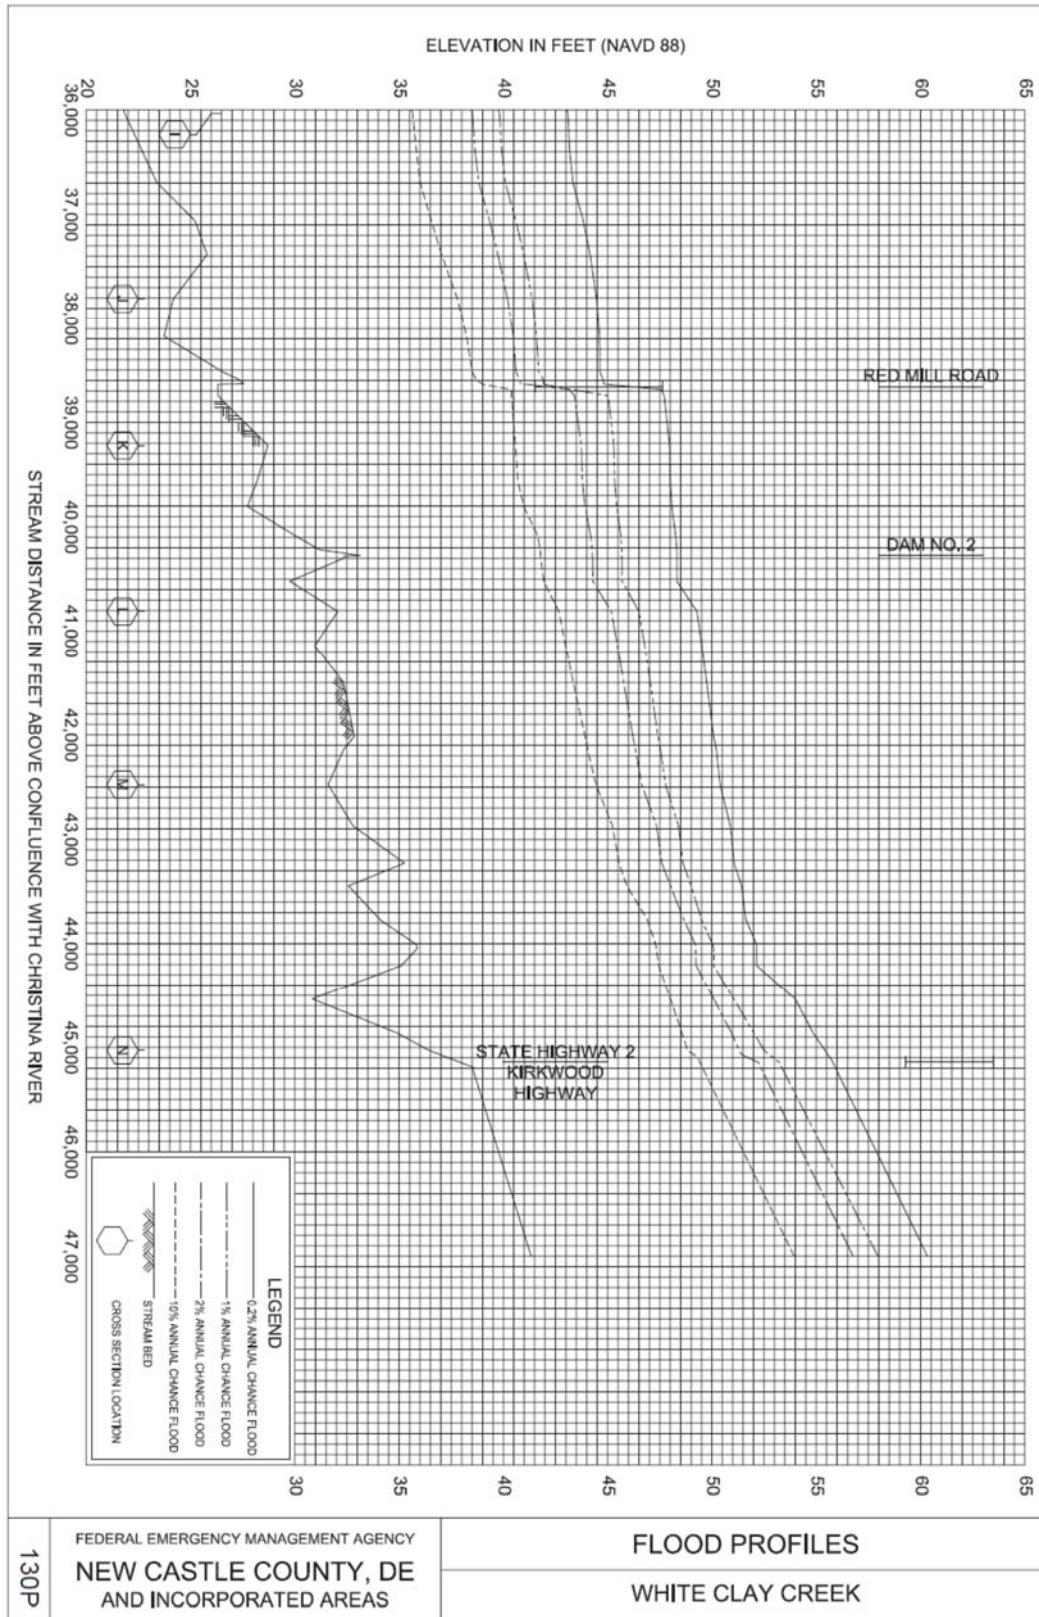 ELEVATION IN FEET (NAVD 88)
20
25
30
35
40
45
50
55
60
65
36,000
37,000
38,000
39,000
40,000
41,000
42,000
43,000
44,000
45,000
46,000
47,000
STREAM DISTANCE IN FEET ABOVE CONFLUENCE WITH CHRISTINA RIVER
I
J
K
L
M
N
RED MILL ROAD
DAM NO. 2
STATE HIGHWAY 2
KIRKWOOD
HIGHWAY
LEGEND
0.2% ANNUAL CHANCE FLOOD
1% ANNUAL CHANCE FLOOD
2% ANNUAL CHANCE FLOOD
10% ANNUAL CHANCE FLOOD
STREAM BED
CROSS SECTION LOCATION
30
35
40
45
50
55
60
65
FLOOD PROFILES
WHITE CLAY CREEK
FEDERAL EMERGENCY MANAGEMENT AGENCY
NEW CASTLE COUNTY, DE
AND INCORPORATED AREAS
130P